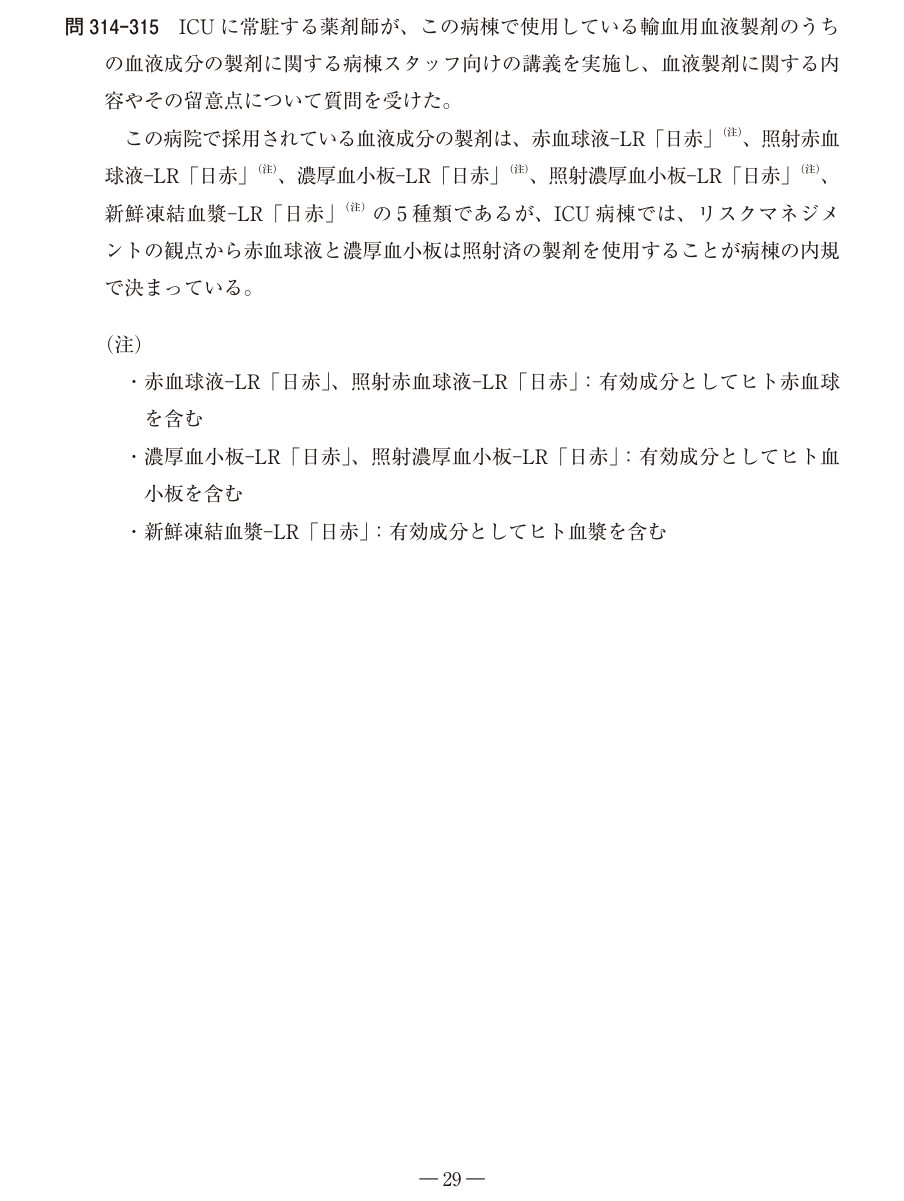 問 314-315　ICU に常駐する薬剤師が、この病棟で使用している輸血用血液製剤のうち
の血液成分の製剤に関する病棟スタッフ向けの講義を実施し、血液製剤に関する内
容やその留意点について質問を受けた。
この病院で採用されている血液成分の製剤は、赤血球液-LR「日赤」(注)、照射赤血
球液-LR「日赤」(注)、濃厚血小板-LR「日赤」(注)、照射濃厚血小板-LR「日赤」(注)、
新鮮凍結血漿-LR「日赤」(注) の5種類であるが、ICU 病棟では、リスクマネジメ
ントの観点から赤血球液と濃厚血小板は照射済の製剤を使用することが病棟の内規
で決まっている。
（注）
・赤血球液-LR「日赤」、照射赤血球液-LR「日赤」：有効成分としてヒト赤血球
を含む
・濃厚血小板-LR「日赤」、照射濃厚血小板-LR「日赤」：有効成分としてヒト血
小板を含む
・新鮮凍結血漿-LR「日赤」：有効成分としてヒト血漿を含む
— 29 —